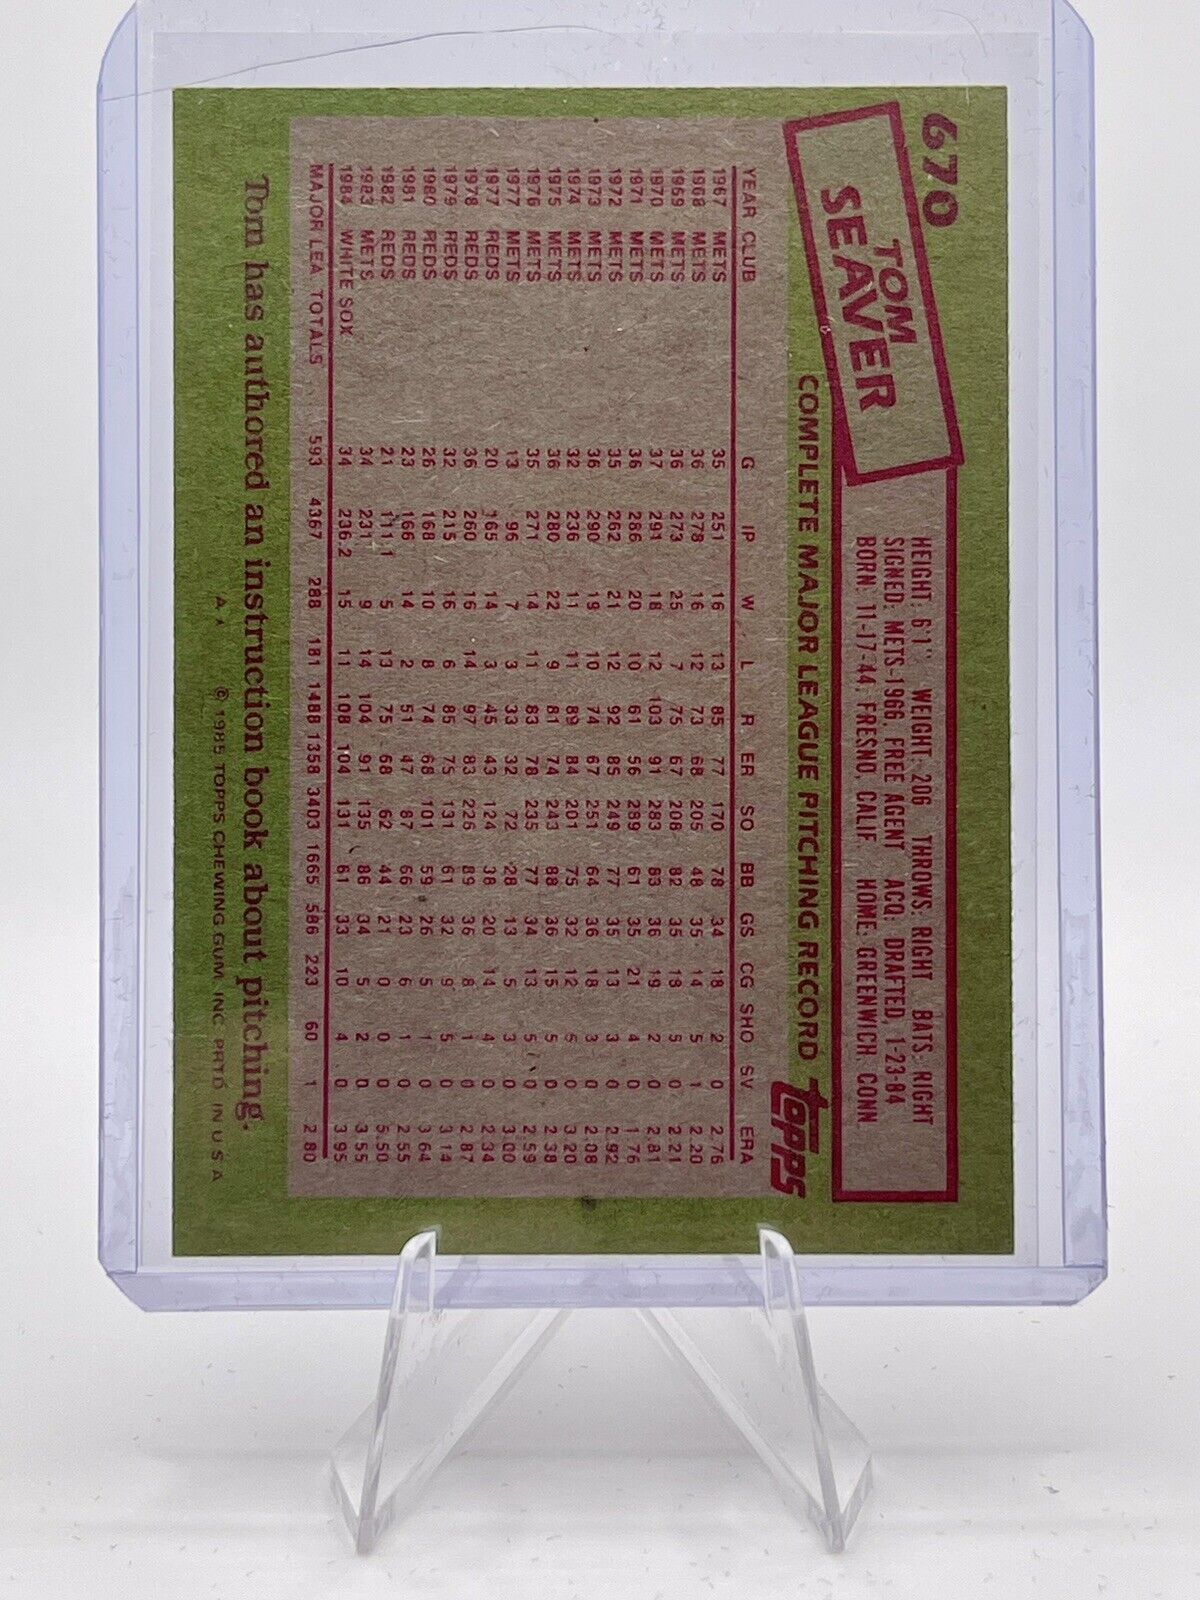 670
TOM
SEAVER
HEIGHT: 6'1" WEIGHT: 206 THROWS: RIGHT BATS: RIGHT
SIGNED: METS-1966, FREE AGENT ACQ: DRAFTED, 1-23-84
BORN: 11-17-44, FRESNO, CALIF. HOME: GREENWICH, CONN
COMPLETE MAJOR LEAGUE PITCHING RECORD
topps
YEAR CLUB G IP W L R ER SO BB GS CG SHO SV ERA
1967 METS 35 251 16 13 85 77 170 78 34 18 2 0 2.76
1968 METS 36 278 16 12 73 68 205 48 35 14 5 1 2.20
1969 METS 36 273 25 7 75 67 208 82 35 18 5 0 2.21
1970 METS 37 291 18 12 103 91 283 83 36 19 2 0 2.81
1971 METS 36 286 20 10 61 56 289 61 35 21 4 0 1.76
1972 METS 35 262 21 12 92 85 249 77 35 13 3 0 2.92
1973 METS 36 290 19 10 74 67 251 64 36 18 3 0 2.08
1974 METS 32 236 11 11 89 84 201 75 32 12 5 0 3.20
1975 METS 36 280 22 9 81 74 243 88 36 15 5 0 2.38
1976 METS 35 271 14 11 83 78 235 77 34 13 5 0 2.59
1977 METS 13 96 7 3 33 32 72 28 13 5 3 0 3.00
1977 REDS 20 165 14 3 45 43 124 38 20 14 4 0 2.34
1978 REDS 36 260 16 14 97 83 226 89 36 8 1 0 2.87
1979 REDS 32 215 16 6 85 75 131 61 32 9 5 0 3.14
1980 REDS 26 168 10 8 74 68 101 59 26 5 1 0 3.64
1981 REDS 23 166 14 2 51 47 87 66 23 6 1 0 2.55
1982 REDS 21 111.1 5 13 75 68 62 44 21 0 0 0 5.50
1983 METS 34 231 9 14 104 91 135 86 34 5 2 0 3.55
1984 WHITE SOX 34 236.2 15 11 108 104 131 61 33 10 4 0 3.95
MAJOR LEA TOTALS 593 4367 288 181 1488 1358 3403 1665 586 223 60 1 2.80
Tom has authored an instruction book about pitching.
A * © 1985 TOPPS CHEWING GUM, INC PRTD IN U S A